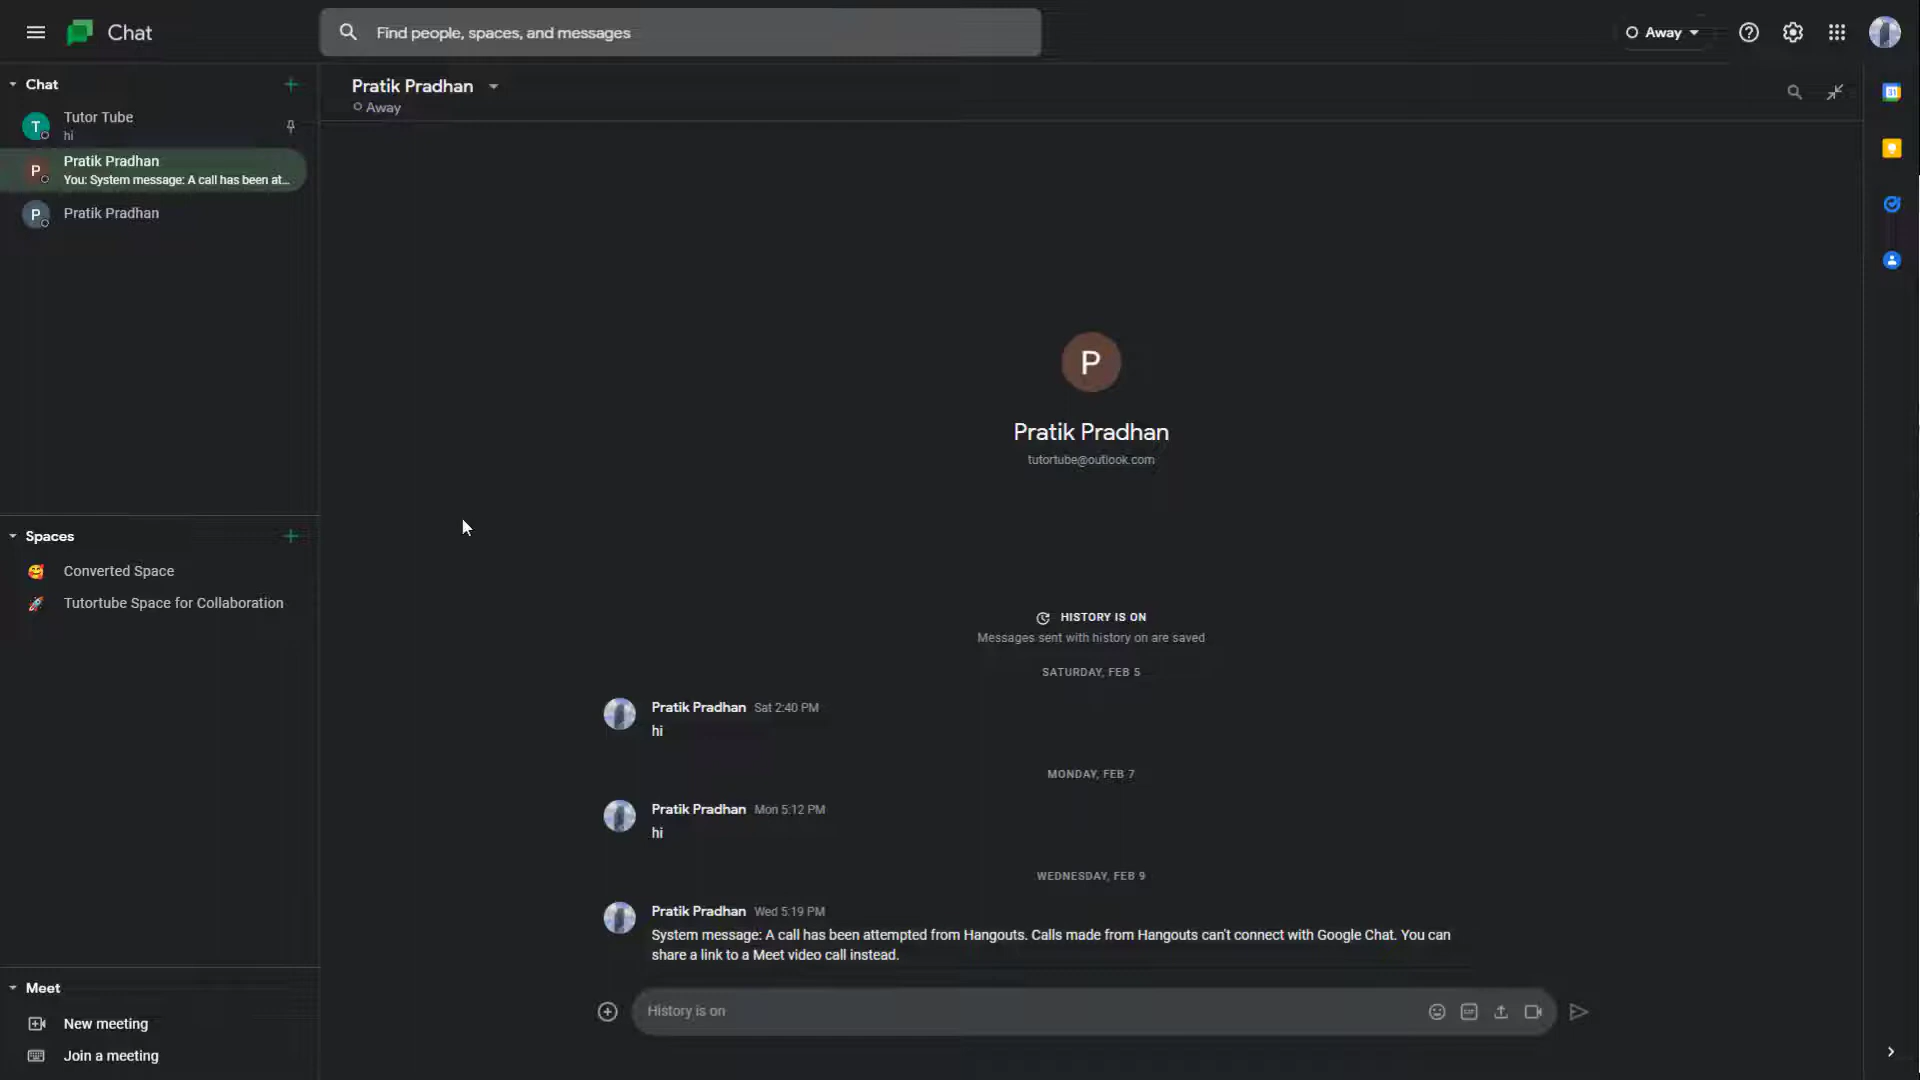 Chat
Find people, spaces, and messages
Away
Chat
Tutor Tube
hi
Pratik Pradhan
You: System message: A call has been at...
Pratik Pradhan
Spaces
Converted Space
Tutortube Space for Collaboration
Meet
New meeting
Join a meeting
Pratik Pradhan
Away
P
Pratik Pradhan
tutortube@outlook.com
HISTORY IS ON
Messages sent with history on are saved
SATURDAY, FEB 5
Pratik Pradhan Sat 2:40 PM
hi
MONDAY, FEB 7
Pratik Pradhan Mon 5:12 PM
hi
WEDNESDAY, FEB 9
Pratik Pradhan Wed 5:19 PM
System message: A call has been attempted from Hangouts. Calls made from Hangouts can't connect with Google Chat. You can
share a link to a Meet video call instead.
History is on